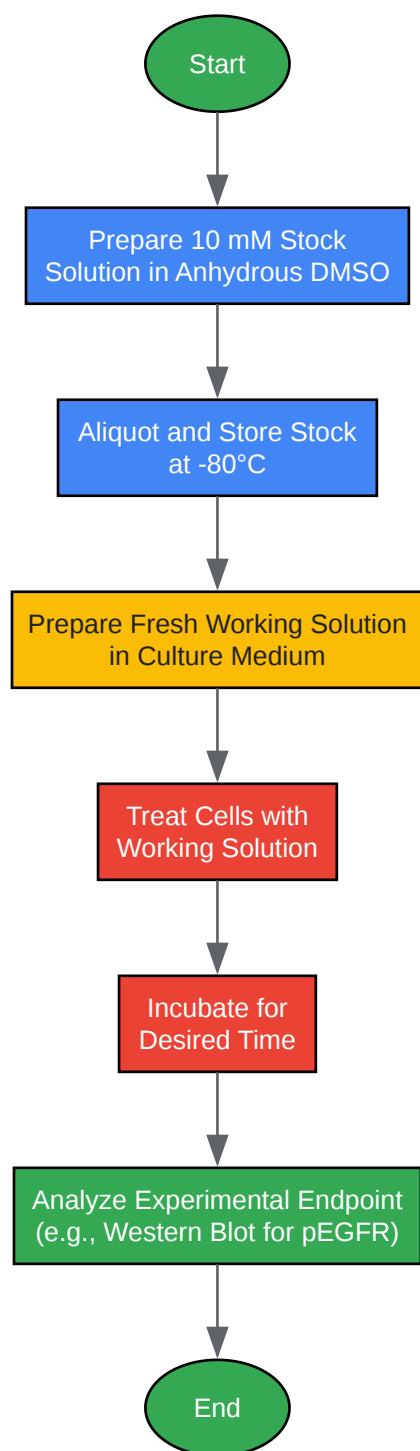 Start
Prepare 10 mM Stock
Solution in Anhydrous DMSO
Aliquot and Store Stock
at -80°C
Prepare Fresh Working Solution
in Culture Medium
Treat Cells with
Working Solution
Incubate for
Desired Time
Analyze Experimental Endpoint
(e.g., Western Blot for pEGFR)
End